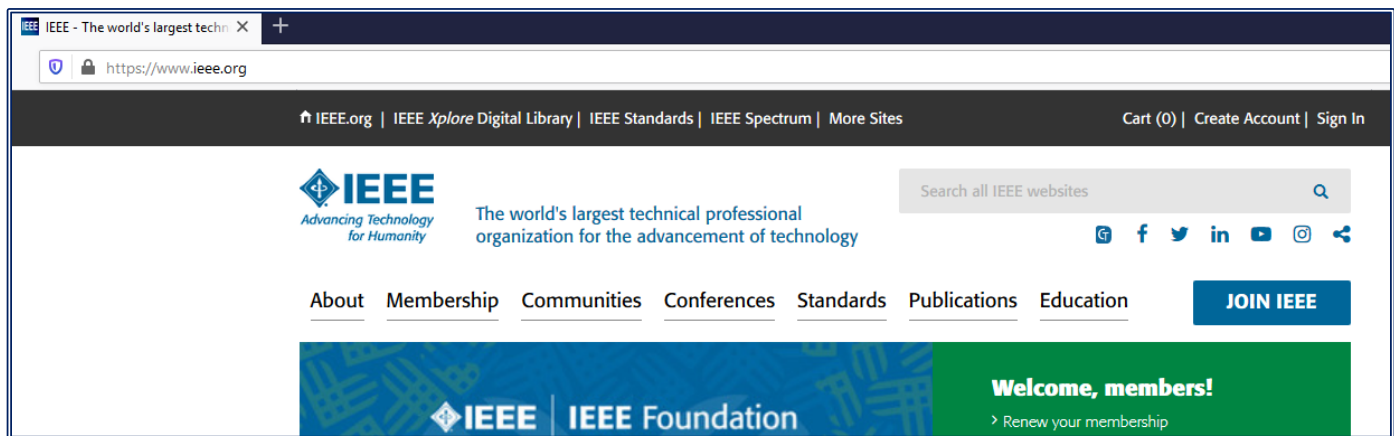 IEEE IEEE - The world's largest techn
https://www.ieee.org
IEEE.org | IEEE Xplore Digital Library | IEEE Standards | IEEE Spectrum | More Sites
Cart (0) | Create Account | Sign In
IEEE
Advancing Technology
for Humanity
The world's largest technical professional
organization for the advancement of technology
Search all IEEE websites
About Membership Communities Conferences Standards Publications Education
JOIN IEEE
IEEE | IEEE Foundation
Welcome, members!
> Renew your membership